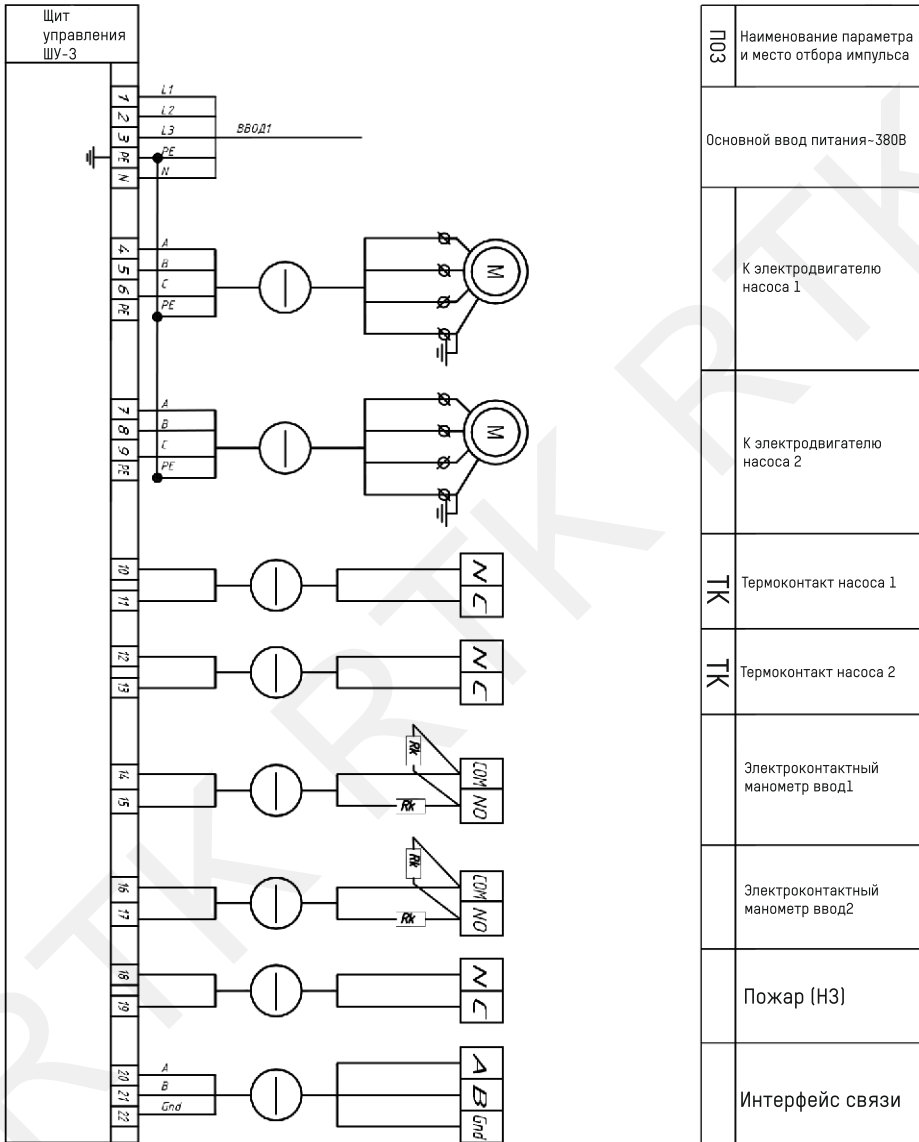 Щит
управления
ШУ-3
1
L1
2
L2
3
L3
ВВОД1
PE
PE
N
N
4
A
5
B
6
C
PE
PE
M
7
A
8
B
9
C
PE
PE
M
10
11
N
C
12
13
N
C
14
15
Rk
Rk
COM
NO
16
17
Rk
Rk
COM
NO
18
19
N
C
20
A
21
B
22
Gnd
A
B
Gnd
ПОЗ
Наименование параметра
и место отбора импульса
Основной ввод питания~380В
К электродвигателю
насоса 1
К электродвигателю
насоса 2
ТК
Термоконтакт насоса 1
ТК
Термоконтакт насоса 2
Электроконтактный
манометр ввод1
Электроконтактный
манометр ввод2
Пожар (НЗ)
Интерфейс связи
RTK RTK RTK